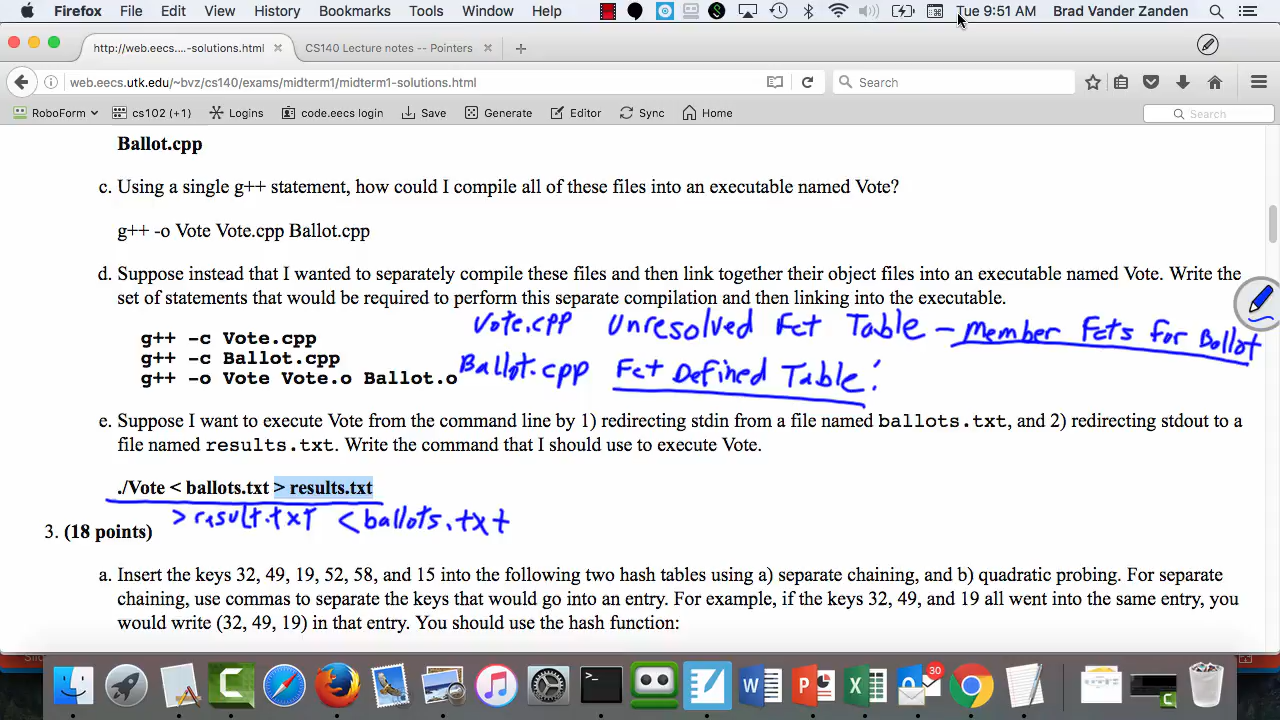 Firefox File Edit View History Bookmarks Tools Window Help Tue 9:51 AM Brad Vander Zanden
http://web.eecs....-solutions.html × CS140 Lecture notes -- Pointers × +
web.eecs.utk.edu/~bvz/cs140/exams/midterm1/midterm1-solutions.html Search
RoboForm cs102 (+1) Logins code.eecs login Save Generate Editor Sync Home Search
Ballot.cpp
c. Using a single g++ statement, how could I compile all of these files into an executable named Vote?
g++ -o Vote Vote.cpp Ballot.cpp
d. Suppose instead that I wanted to separately compile these files and then link together their object files into an executable named Vote. Write the
set of statements that would be required to perform this separate compilation and then linking into the executable.
Vote.cpp Unresolved Fct Table – Member Fcts for Ballot
g++ -c Vote.cpp
g++ -c Ballot.cpp
Ballot.cpp Fct Defined Table :
g++ -o Vote Vote.o Ballot.o
e. Suppose I want to execute Vote from the command line by 1) redirecting stdin from a file named ballots.txt, and 2) redirecting stdout to a
file named results.txt. Write the command that I should use to execute Vote.
./Vote < ballots.txt > results.txt
> result.txt < ballots.txt
3. (18 points)
a. Insert the keys 32, 49, 19, 52, 58, and 15 into the following two hash tables using a) separate chaining, and b) quadratic probing. For separate
chaining, use commas to separate the keys that would go into an entry. For example, if the keys 32, 49, and 19 all went into the same entry, you
would write (32, 49, 19) in that entry. You should use the hash function:
30